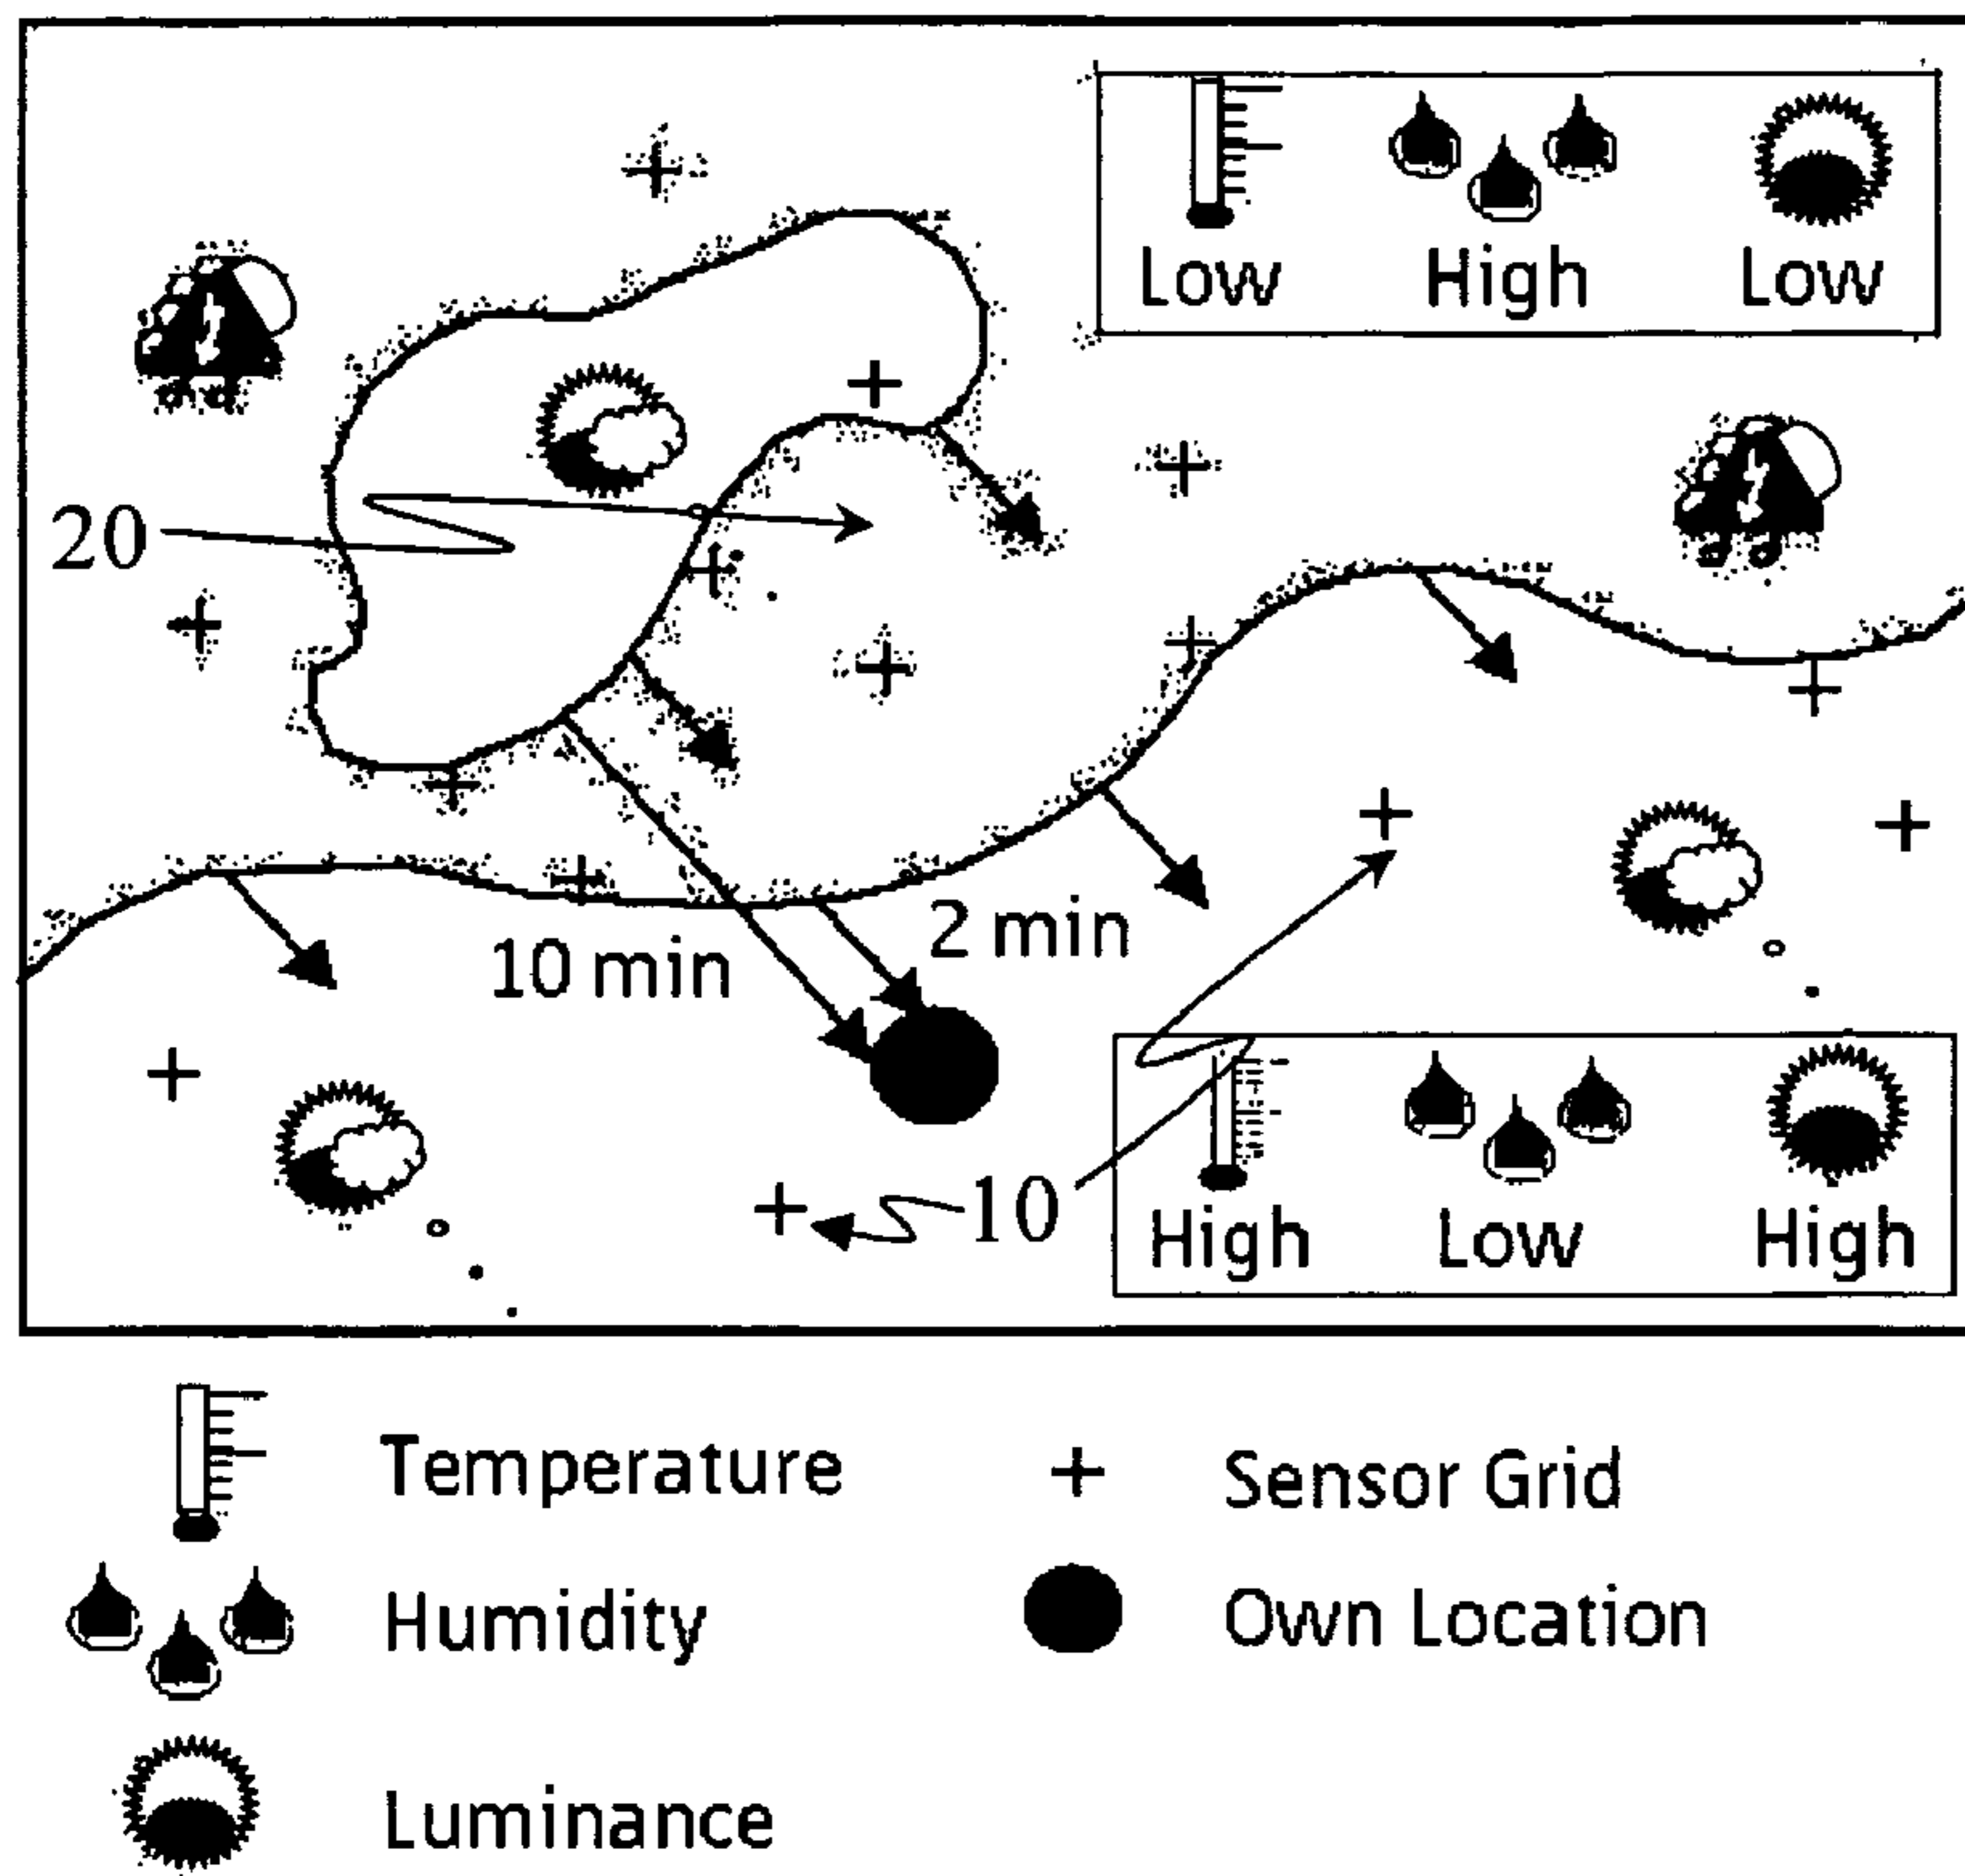 Low High Low
20
2 min
10 min
10
High Low High
Temperature
Sensor Grid
Humidity
Own Location
Luminance